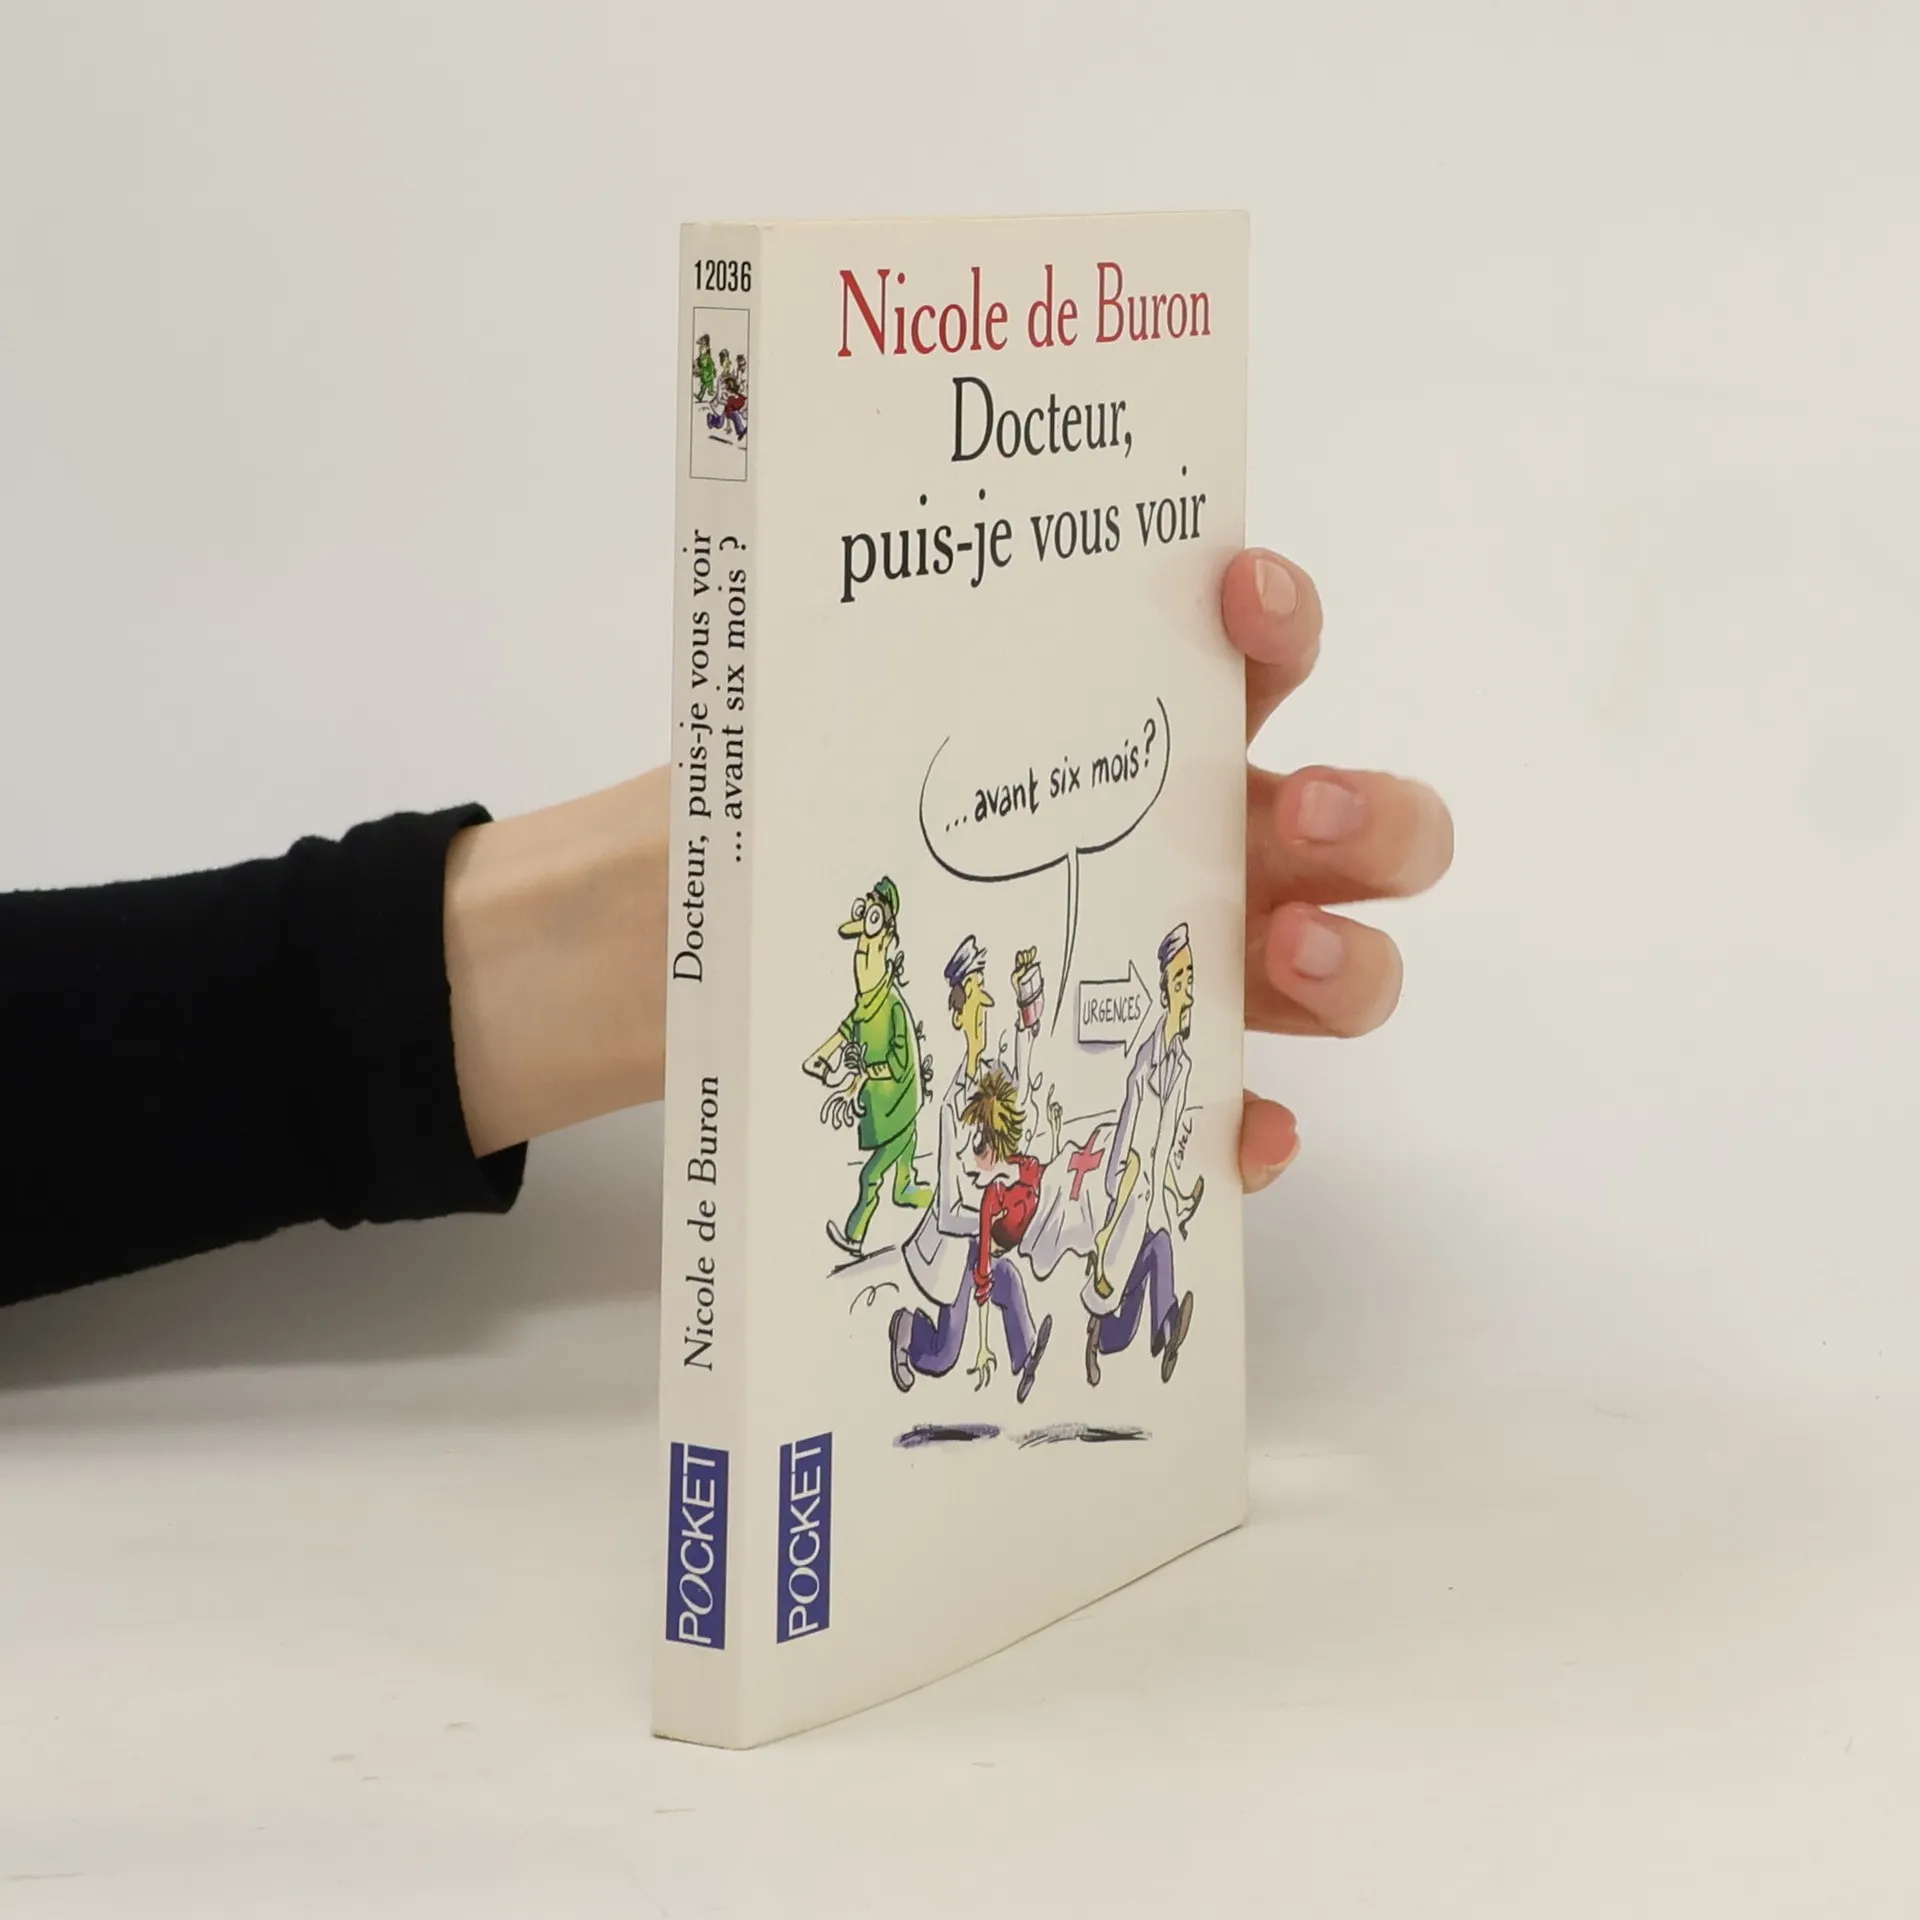 12036
Docteur, puis-je vous voir
... avant six mois ?
Nicole de Buron
POCKET
Nicole de Buron
Docteur,
puis-je vous voir
...avant six mois?
URGENCES
Catel
POCKET